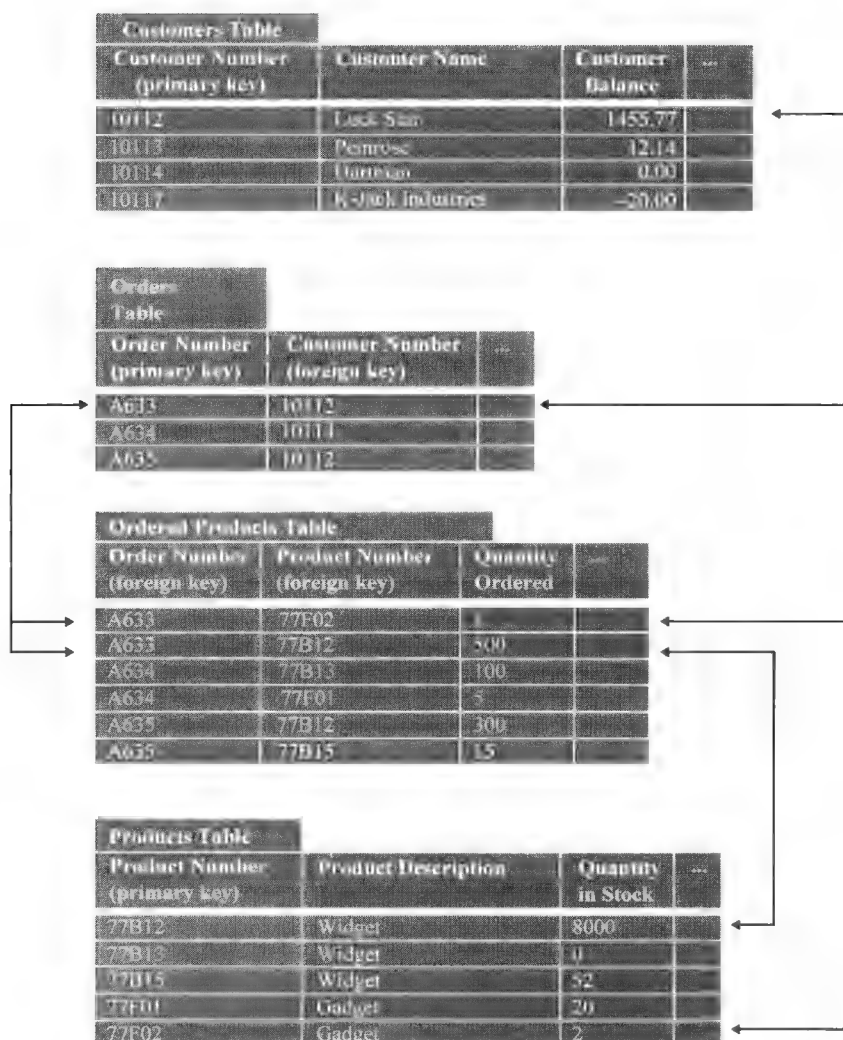 Customers Table
Customer Number Customer Name Customer ...
(primary key) Balance
10112 1455.77
10113 Pemrose 12.14
10114 0.00
10117 K-Jack Industries –20.00
Orders
Table
Order Number Customer Number ...
(primary key) (foreign key)
A633 10112
A634
A635 10112
Ordered Products Table
Order Number Product Number Quantity ...
(foreign key) (foreign key) Ordered
A633 77F02 1
A633 77B12 500
A634 77B13 100
A634 77F01 5
A635 77B12 300
A635 77B15 15
Products Table
Product Number Product Description Quantity ...
(primary key) in Stock
77B12 Widget 8000
77B13 Widget 0
77B15 Widget 52
77F01 Gadget 20
77F02 Gadget 2